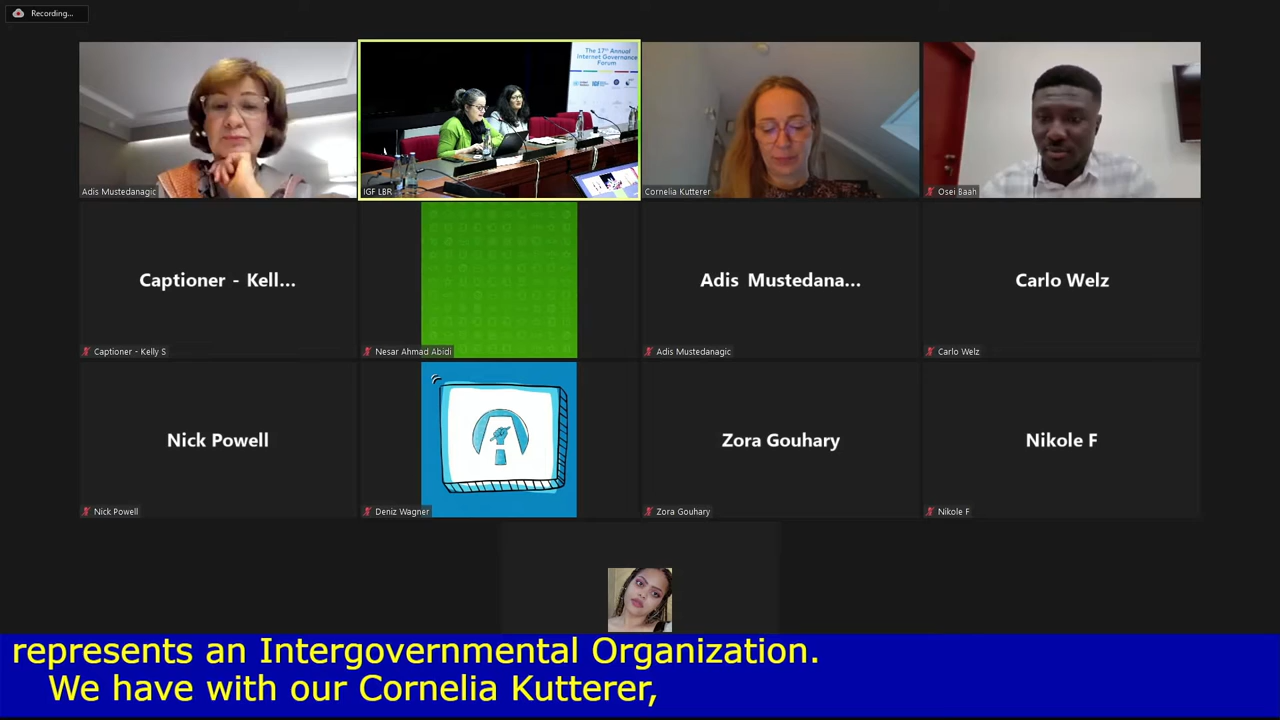 Recording...
The 17th Annual
Internet Governance
Forum
Adis Mustedanagic
IGF LBR
Cornelia Kutterer
Osei Baah
Captioner - Kell...
Adis Mustedana...
Carlo Welz
Captioner - Kelly S
Nesar Ahmad Abidi
Adis Mustedanagic
Carlo Welz
Nick Powell
Zora Gouhary
Nikole F
Nick Powell
Deniz Wagner
Zora Gouhary
Nikole F
represents an Intergovernmental Organization.
We have with our Cornelia Kutterer,